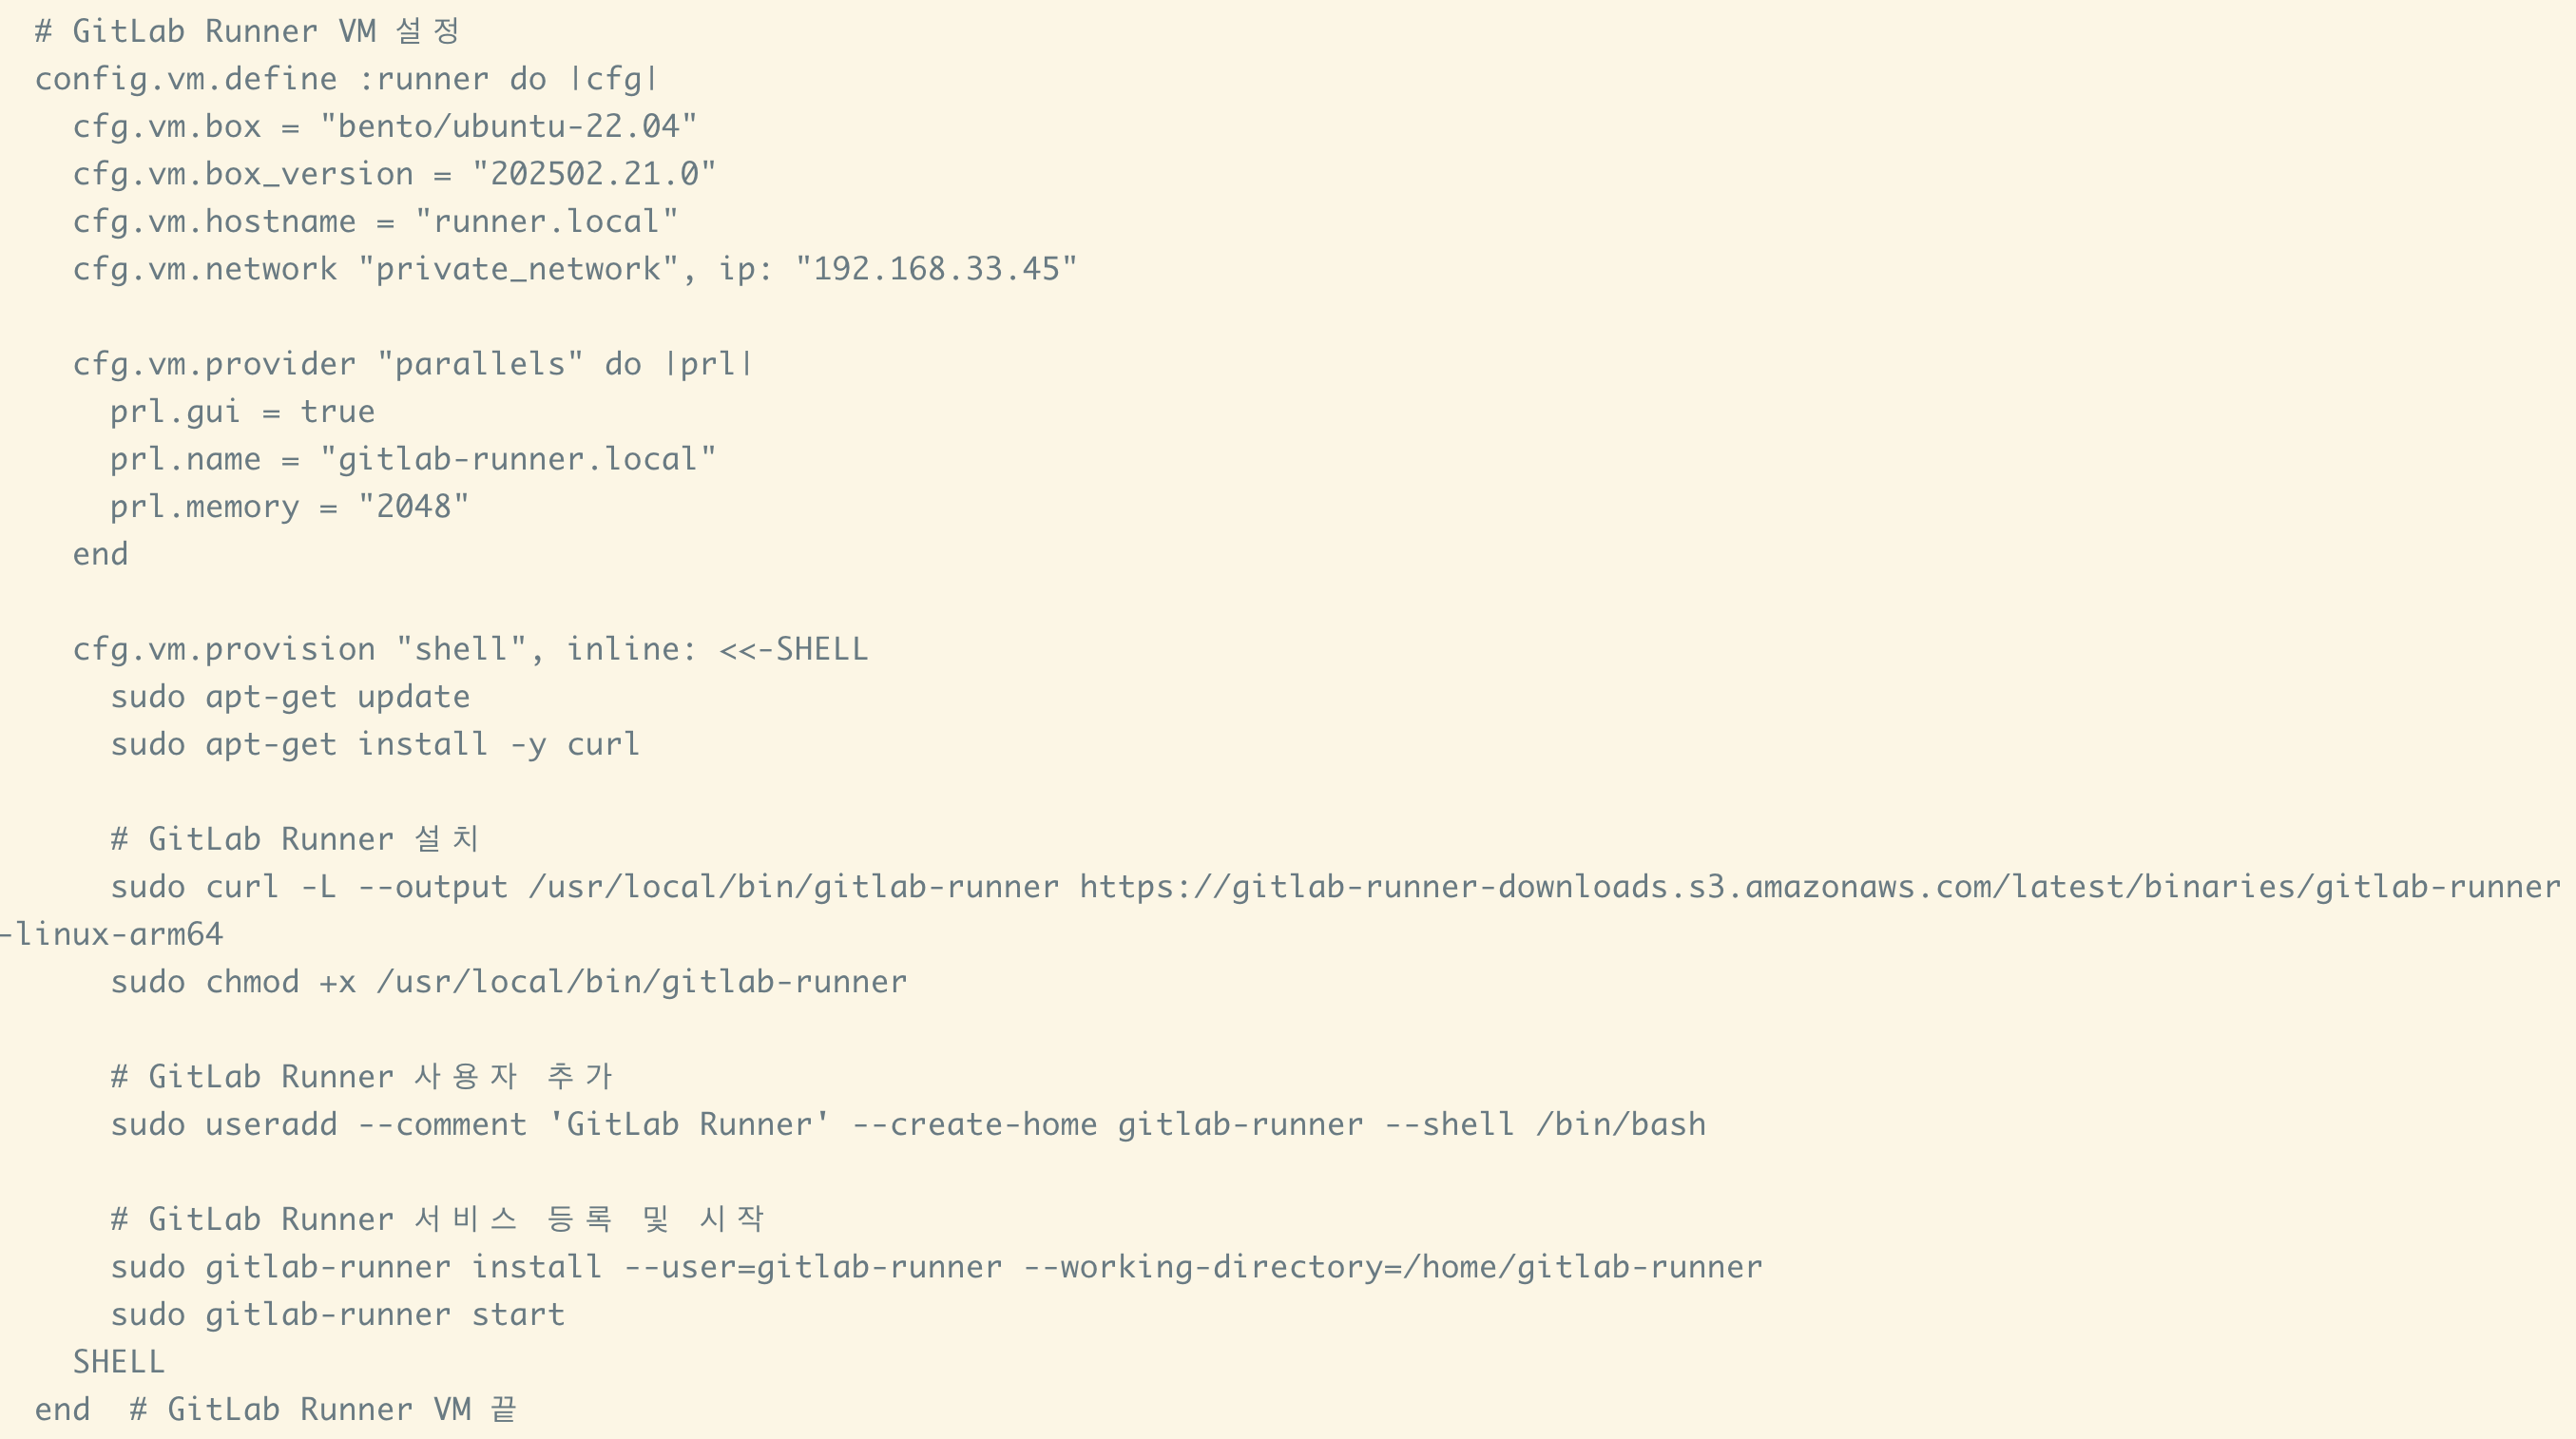 # GitLab Runner VM 설정
config.vm.define :runner do |cfg|
cfg.vm.box = "bento/ubuntu-22.04"
cfg.vm.box_version = "202502.21.0"
cfg.vm.hostname = "runner.local"
cfg.vm.network "private_network", ip: "192.168.33.45"
cfg.vm.provider "parallels" do |prl|
prl.gui = true
prl.name = "gitlab-runner.local"
prl.memory = "2048"
end
cfg.vm.provision "shell", inline: <<-SHELL
sudo apt-get update
sudo apt-get install -y curl
# GitLab Runner 설치
sudo curl -L --output /usr/local/bin/gitlab-runner https://gitlab-runner-downloads.s3.amazonaws.com/latest/binaries/gitlab-runner
-linux-arm64
sudo chmod +x /usr/local/bin/gitlab-runner
# GitLab Runner 사용자 추가
sudo useradd --comment 'GitLab Runner' --create-home gitlab-runner --shell /bin/bash
# GitLab Runner 서비스 등록 및 시작
sudo gitlab-runner install --user=gitlab-runner --working-directory=/home/gitlab-runner
sudo gitlab-runner start
SHELL
end  # GitLab Runner VM 끝